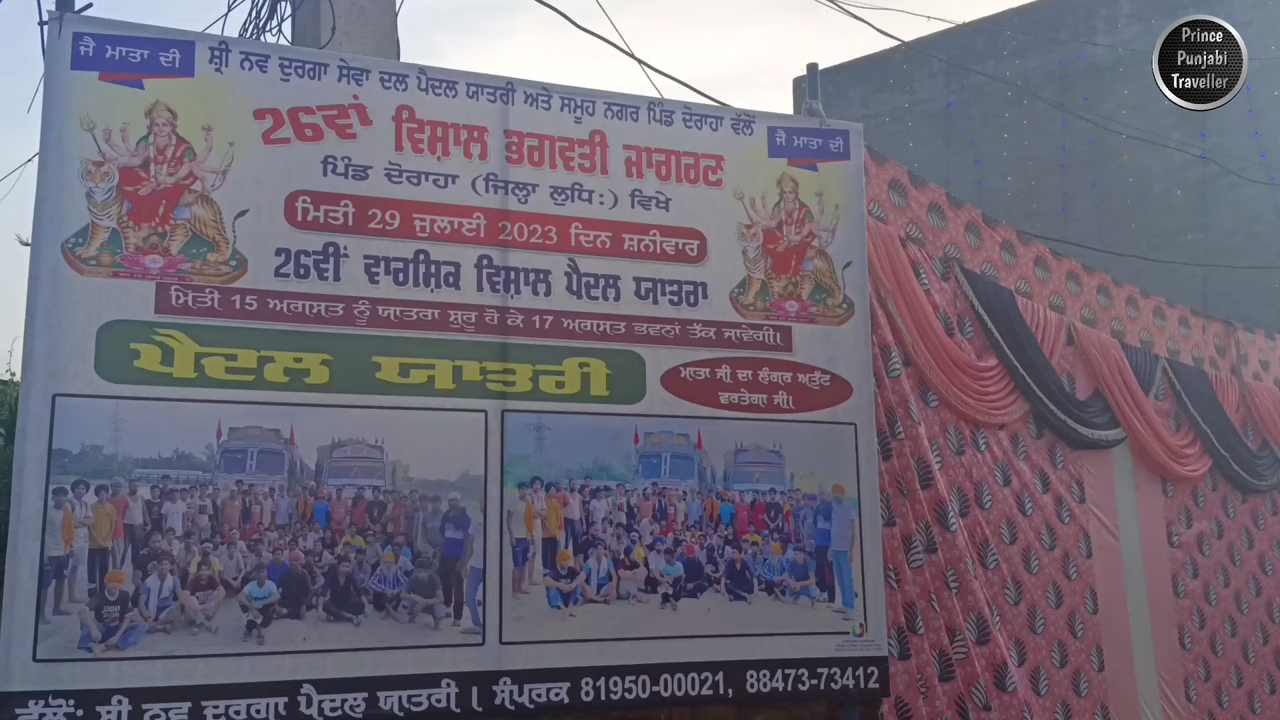 Prince
Punjabi
Traveller
ਜੈ ਮਾਤਾ ਦੀ
ਸ਼੍ਰੀ ਨਵ ਦੁਰਗਾ ਸੇਵਾ ਦਲ ਪੈਦਲ ਯਾਤਰੀ ਅਤੇ ਸਮੂਹ ਨਗਰ ਪਿੰਡ ਦੋਰਾਹਾ ਵੱਲੋਂ
ਜੈ ਮਾਤਾ ਦੀ
26ਵਾਂ ਵਿਸ਼ਾਲ ਭਗਵਤੀ ਜਾਗਰਣ
ਪਿੰਡ ਦੋਰਾਹਾ (ਜਿਲ੍ਹਾ ਲੁਧਿ:) ਵਿਖੇ
ਮਿਤੀ 29 ਜੁਲਾਈ 2023 ਦਿਨ ਸ਼ਨੀਵਾਰ
26ਵੀਂ ਵਾਰਸ਼ਿਕ ਵਿਸ਼ਾਲ ਪੈਦਲ ਯਾਤਰਾ
ਮਿਤੀ 15 ਅਗਸਤ ਨੂੰ ਯਾਤਰਾ ਸ਼ੁਰੂ ਹੋ ਕੇ 17 ਅਗਸਤ ਭਵਨਾਂ ਤੱਕ ਜਾਵੇਗੀ।
ਪੈਦਲ ਯਾਤਰੀ
ਮਾਤਾ ਜੀ ਦਾ ਲੰਗਰ ਅਤੁੱਟ
ਵਰਤੇਗਾ ਜੀ।
ਵੱਲੋਂ: ਸ਼੍ਰੀ ਨਵ ਦੁਰਗਾ ਪੈਦਲ ਯਾਤਰੀ । ਸੰਪਰਕ 81950-00021, 88473-73412